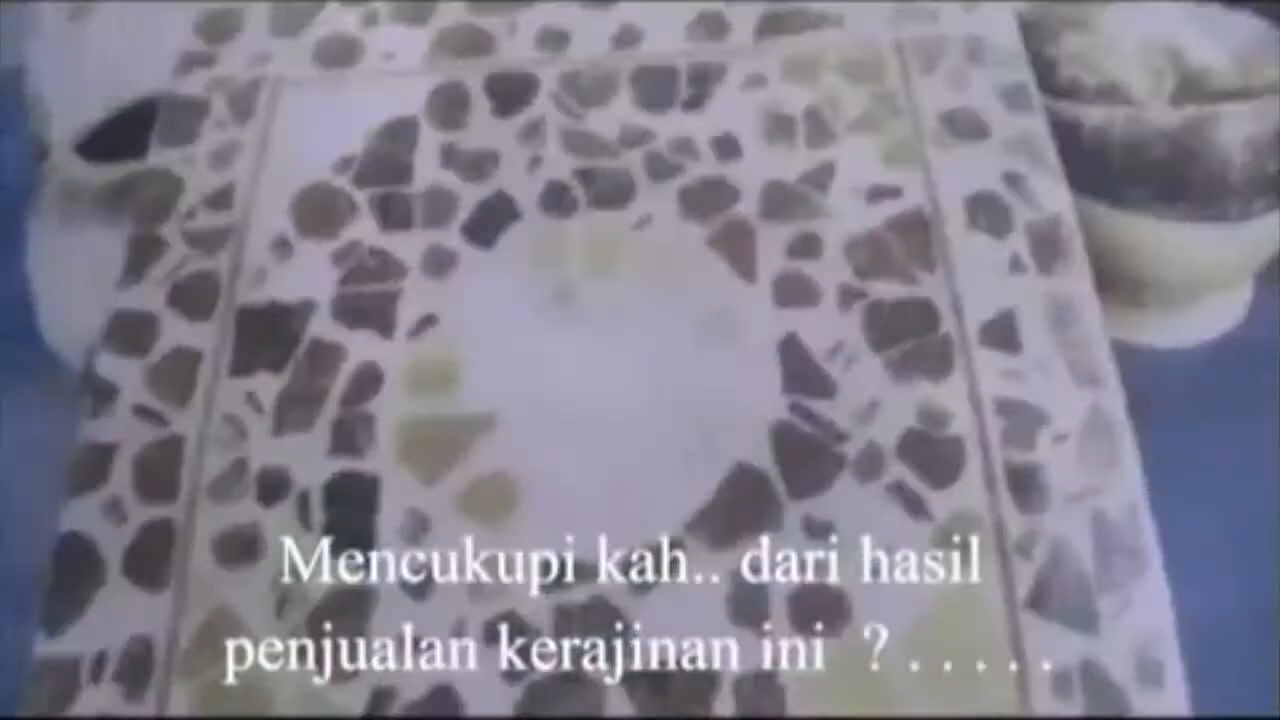 Mencukupi kah.. dari hasil
penjualan kerajinan ini ? . . . . .